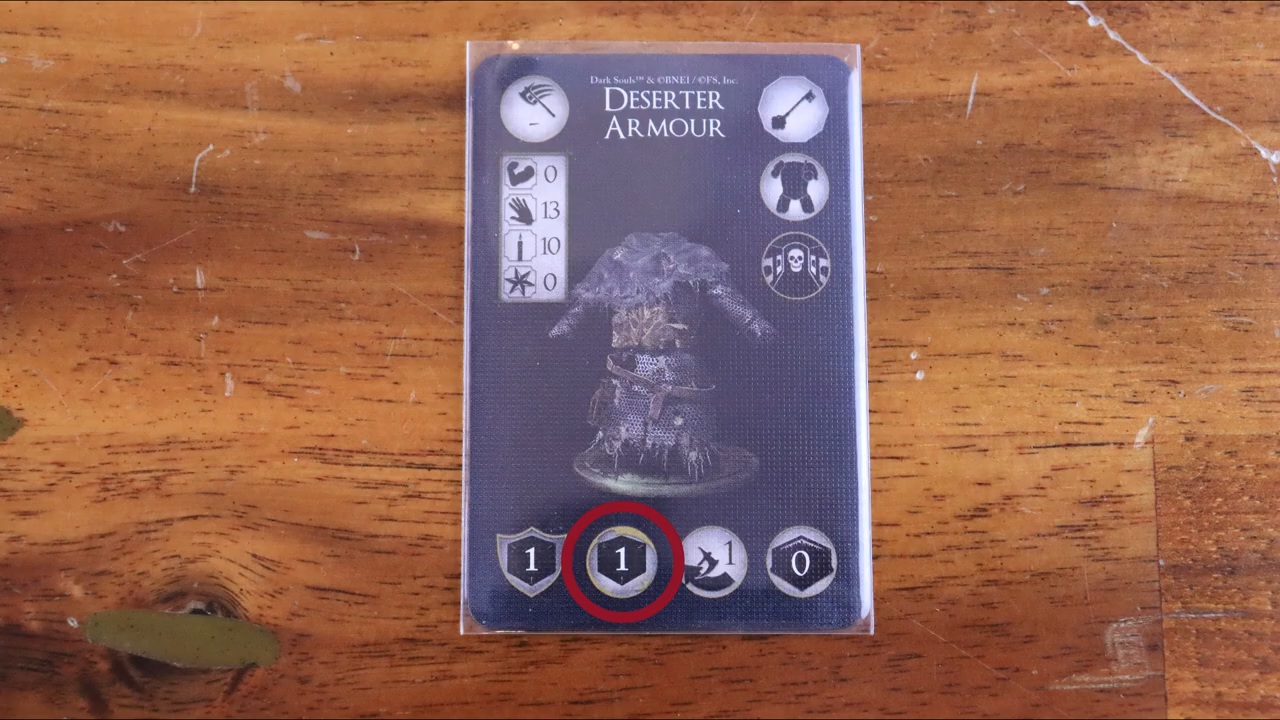 Dark Souls™ & ©BNEI / ©FS, Inc.
DESERTER
ARMOUR
0
13
10
0
1 1 1 0